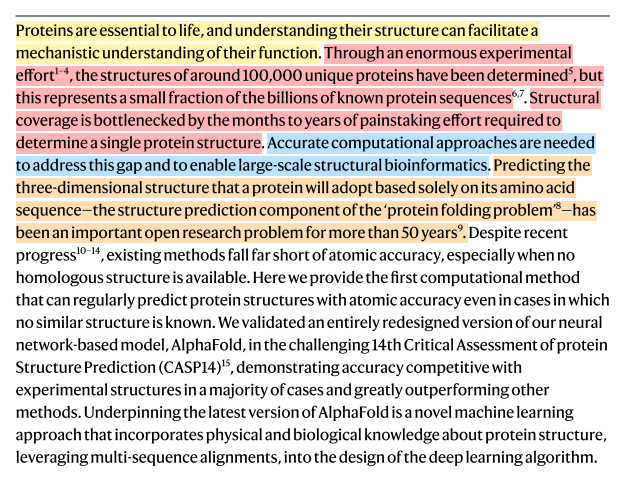 Proteins are essential to life, and understanding their structure can facilitate a
mechanistic understanding of their function. Through an enormous experimental
effort1–4, the structures of around 100,000 unique proteins have been determined5, but
this represents a small fraction of the billions of known protein sequences6,7. Structural
coverage is bottlenecked by the months to years of painstaking effort required to
determine a single protein structure. Accurate computational approaches are needed
to address this gap and to enable large-scale structural bioinformatics. Predicting the
three-dimensional structure that a protein will adopt based solely on its amino acid
sequence—the structure prediction component of the ‘protein folding problem’8—has
been an important open research problem for more than 50 years9. Despite recent
progress10–14, existing methods fall far short of atomic accuracy, especially when no
homologous structure is available. Here we provide the first computational method
that can regularly predict protein structures with atomic accuracy even in cases in which
no similar structure is known. We validated an entirely redesigned version of our neural
network-based model, AlphaFold, in the challenging 14th Critical Assessment of protein
Structure Prediction (CASP14)15, demonstrating accuracy competitive with
experimental structures in a majority of cases and greatly outperforming other
methods. Underpinning the latest version of AlphaFold is a novel machine learning
approach that incorporates physical and biological knowledge about protein structure,
leveraging multi-sequence alignments, into the design of the deep learning algorithm.